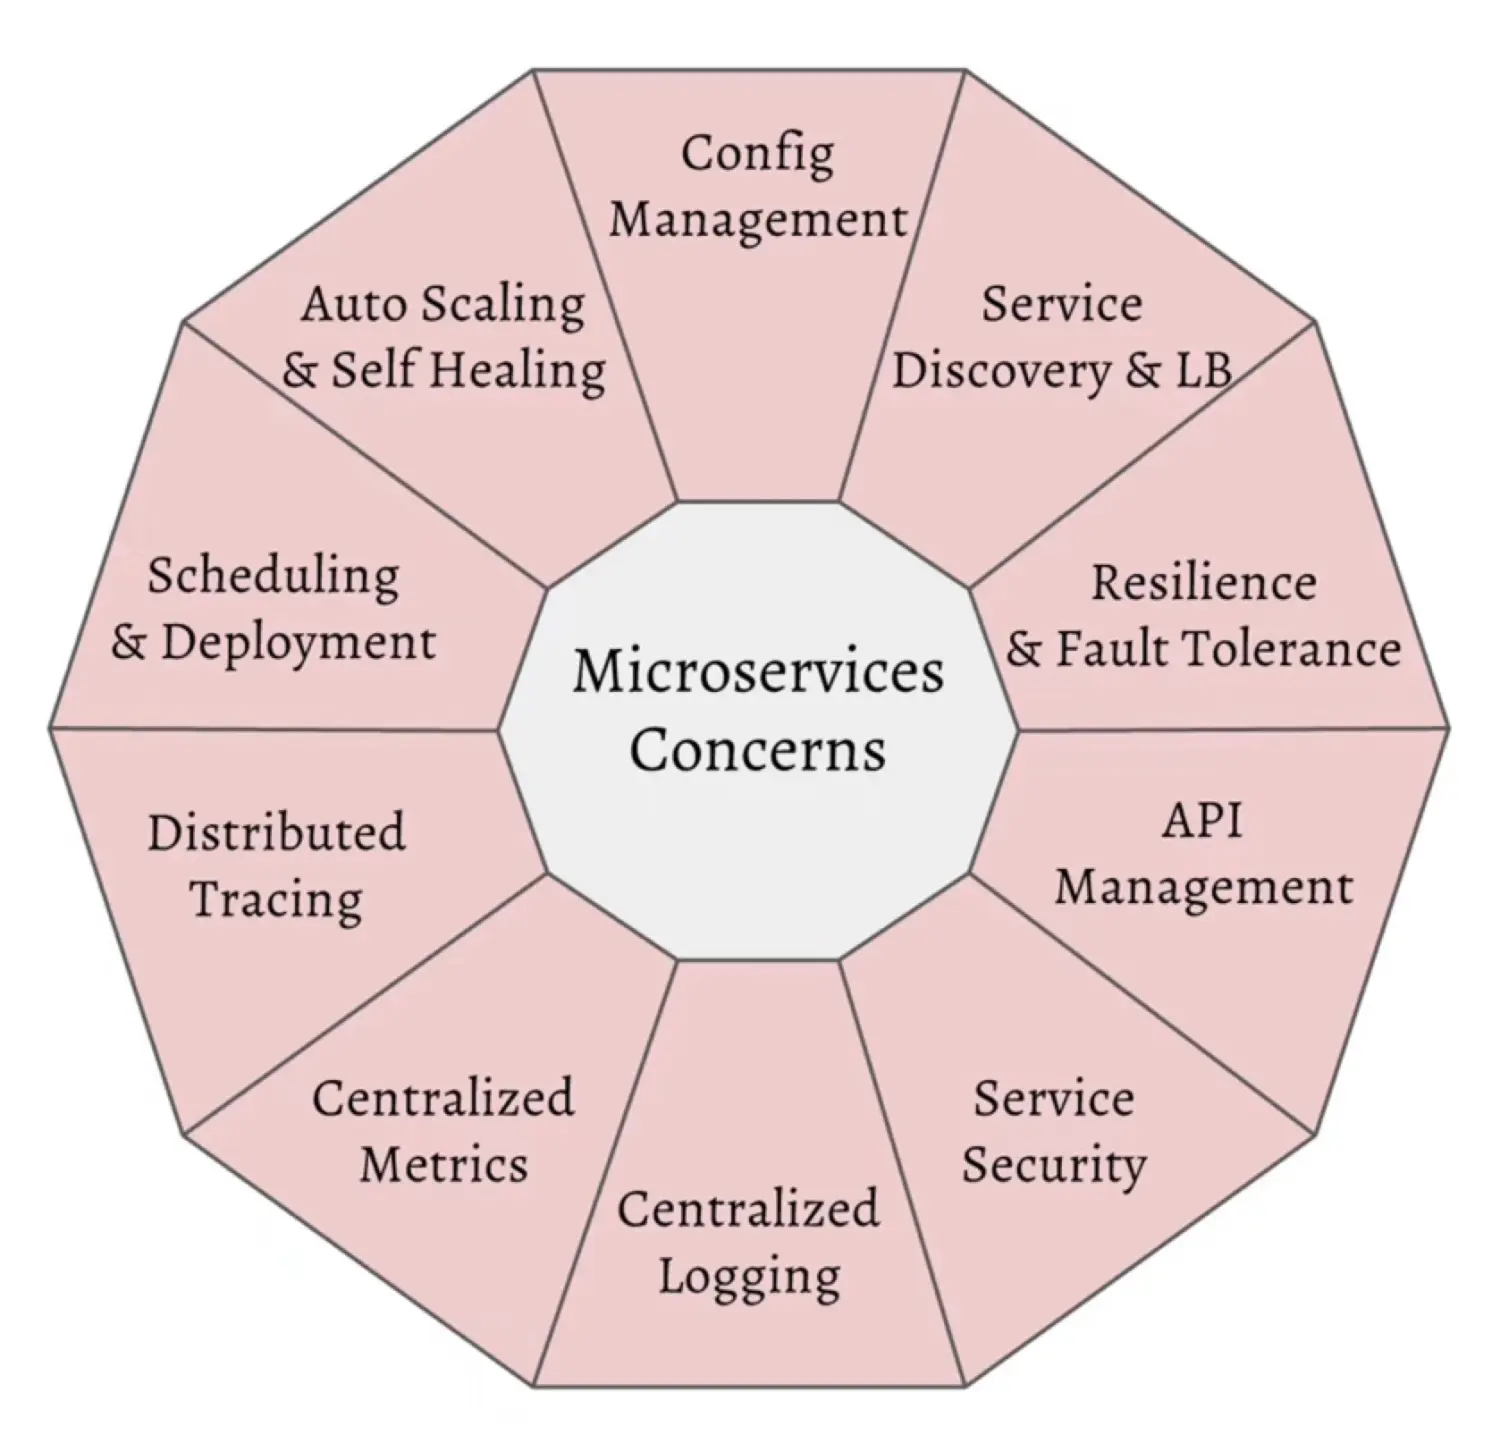 Config
Management
Service
Discovery & LB
Resilience
& Fault Tolerance
API
Management
Service
Security
Centralized
Logging
Centralized
Metrics
Distributed
Tracing
Scheduling
& Deployment
Auto Scaling
& Self Healing
Microservices
Concerns